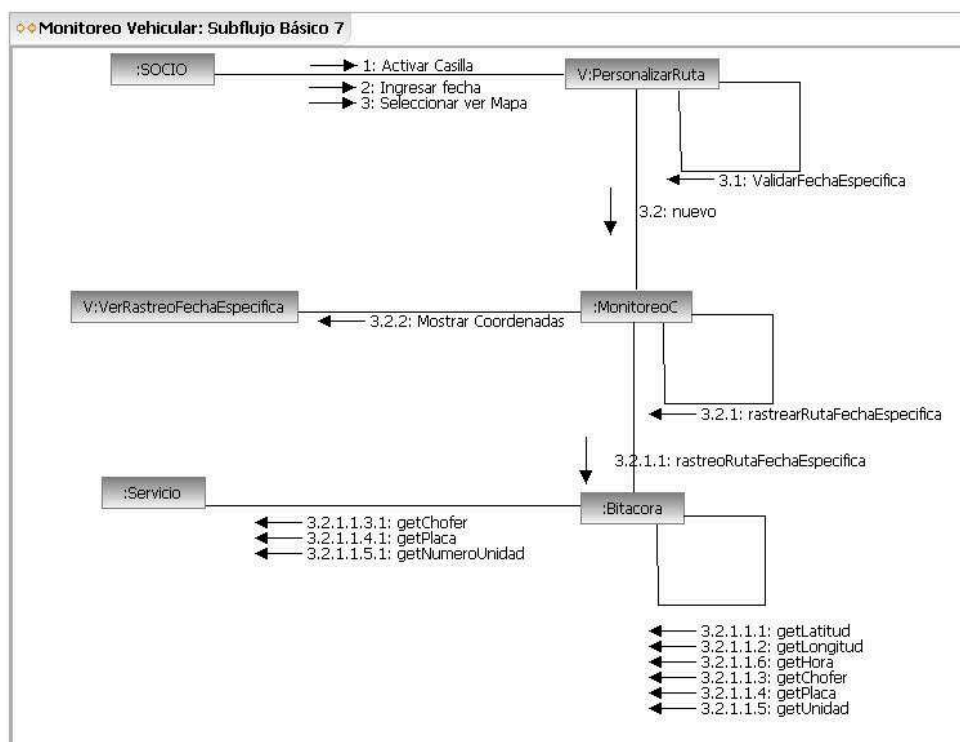 Monitoreo Vehicular: Subflujo Básico 7
:SOCIO
1: Activar Casilla
2: Ingresar fecha
3: Seleccionar ver Mapa
V:PersonalizarRuta
3.1: ValidarFechaEspecifica
3.2: nuevo
V:VerRastreoFechaEspecifica
3.2.2: Mostrar Coordenadas
:MonitoreoC
3.2.1: rastrearRutaFechaEspecifica
3.2.1.1: rastreoRutaFechaEspecifica
:Servicio
:Bitacora
3.2.1.1.3.1: getChofer
3.2.1.1.4.1: getPlaca
3.2.1.1.5.1: getNumeroUnidad
3.2.1.1.1: getLatitud
3.2.1.1.2: getLongitud
3.2.1.1.6: getHora
3.2.1.1.3: getChofer
3.2.1.1.4: getPlaca
3.2.1.1.5: getUnidad